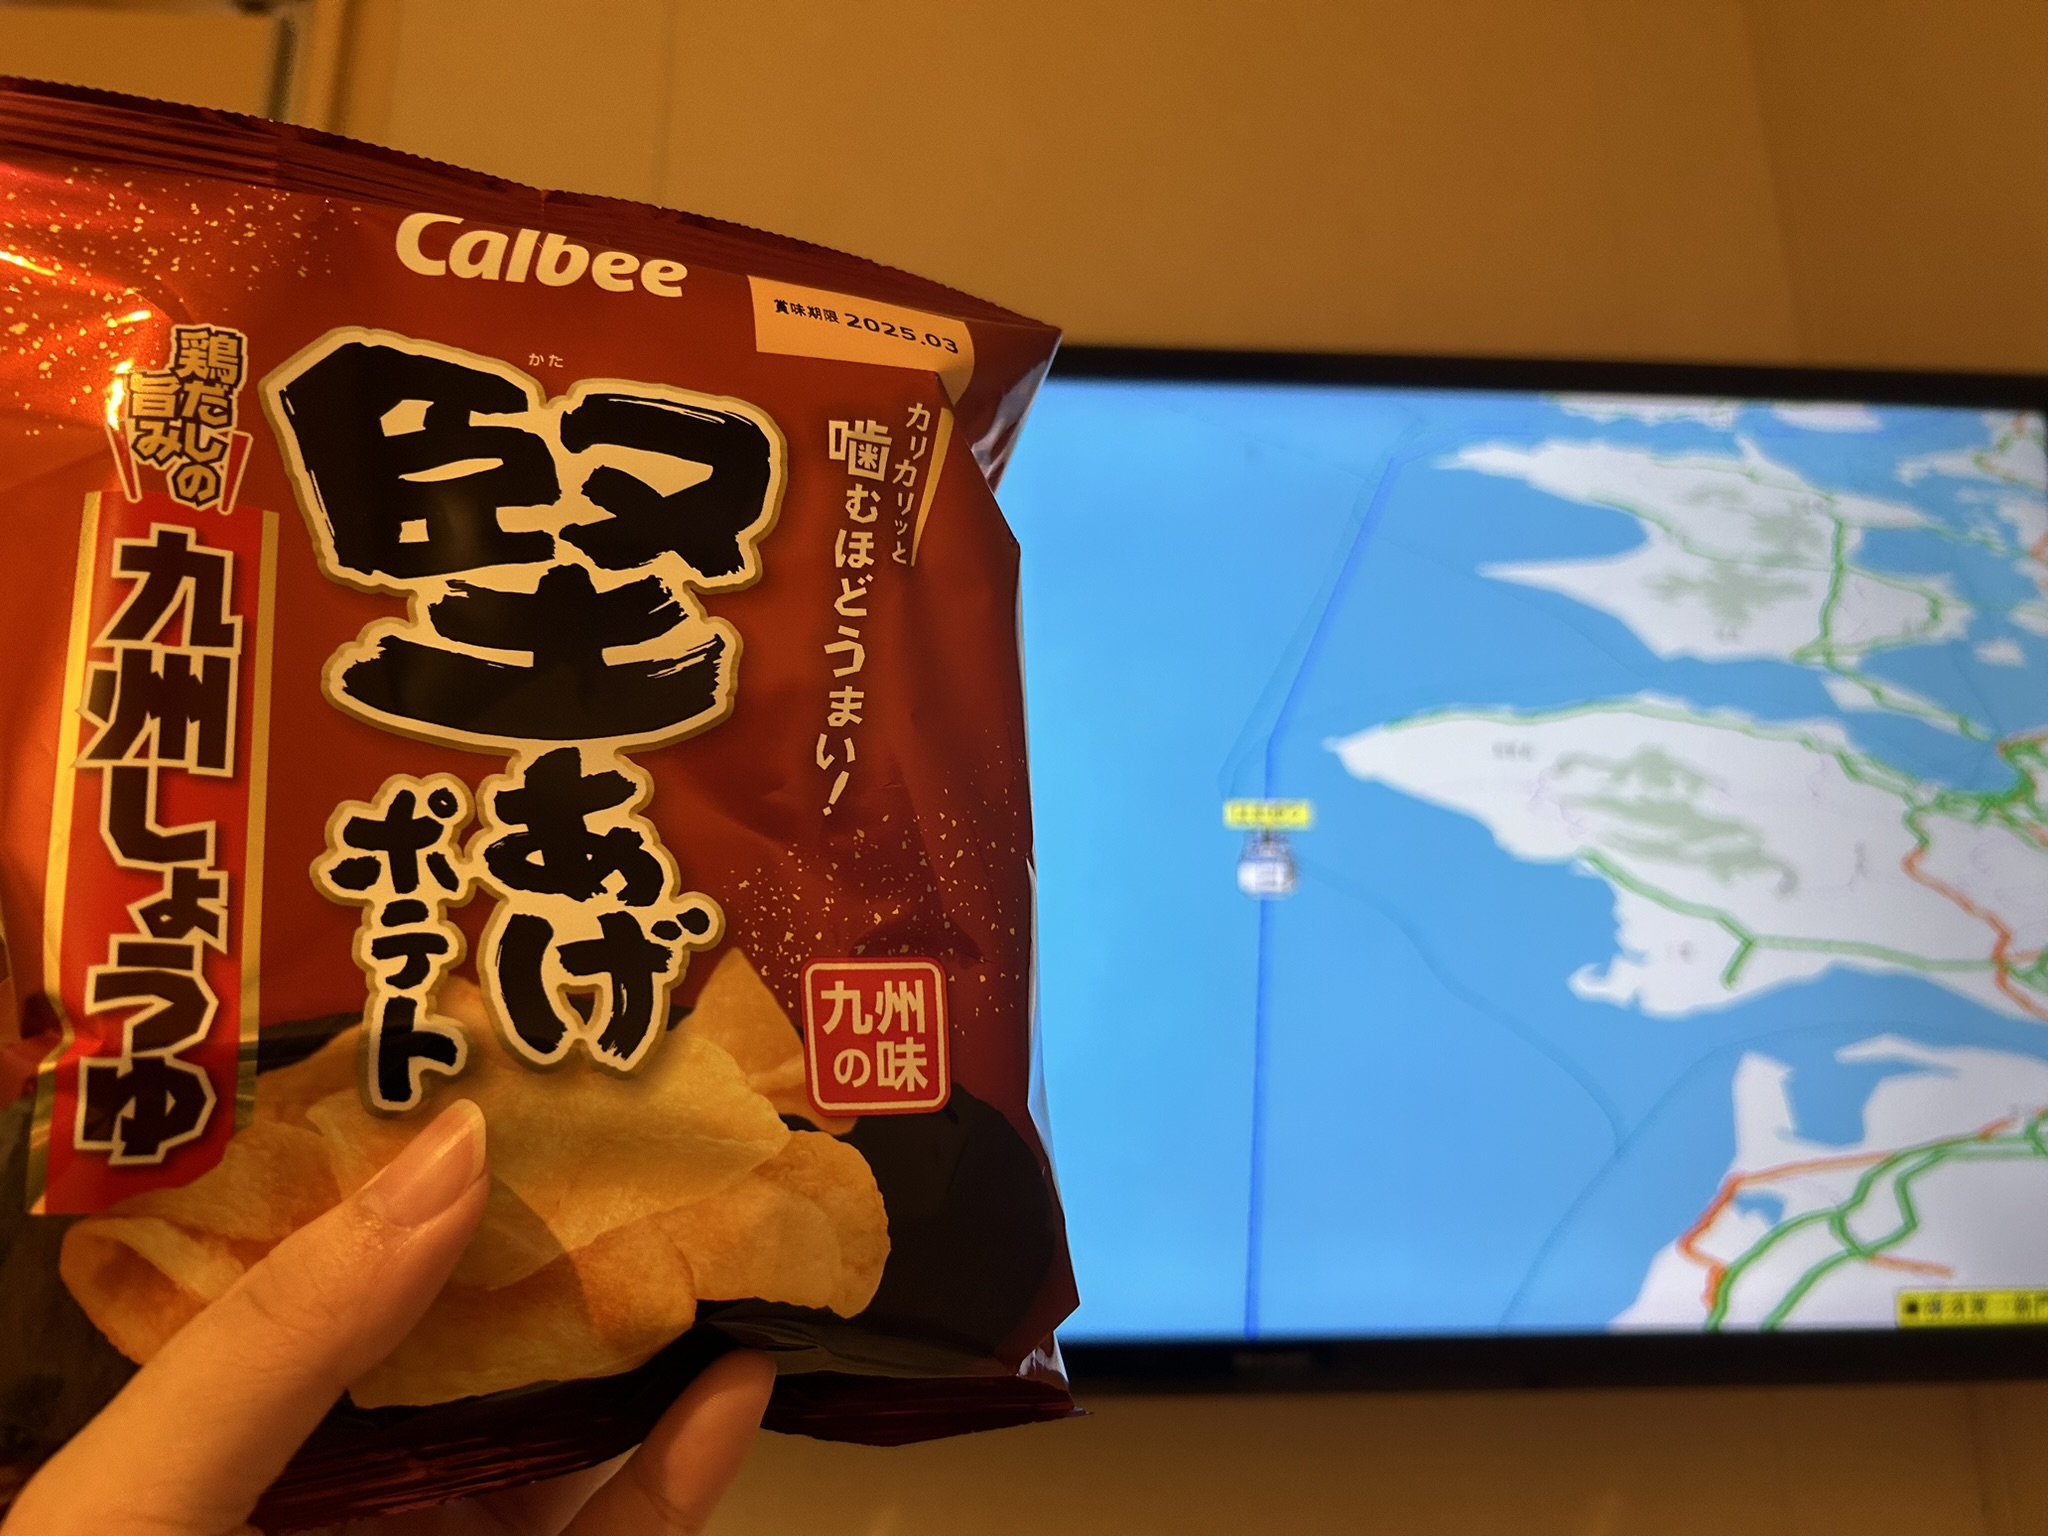 Calbee
賞味期限 2025.03
かた
堅
あげ
ポテト
カリカリッと
噛むほどうまい!
鶏だしの
旨み
九州しょうゆ
九州
の味